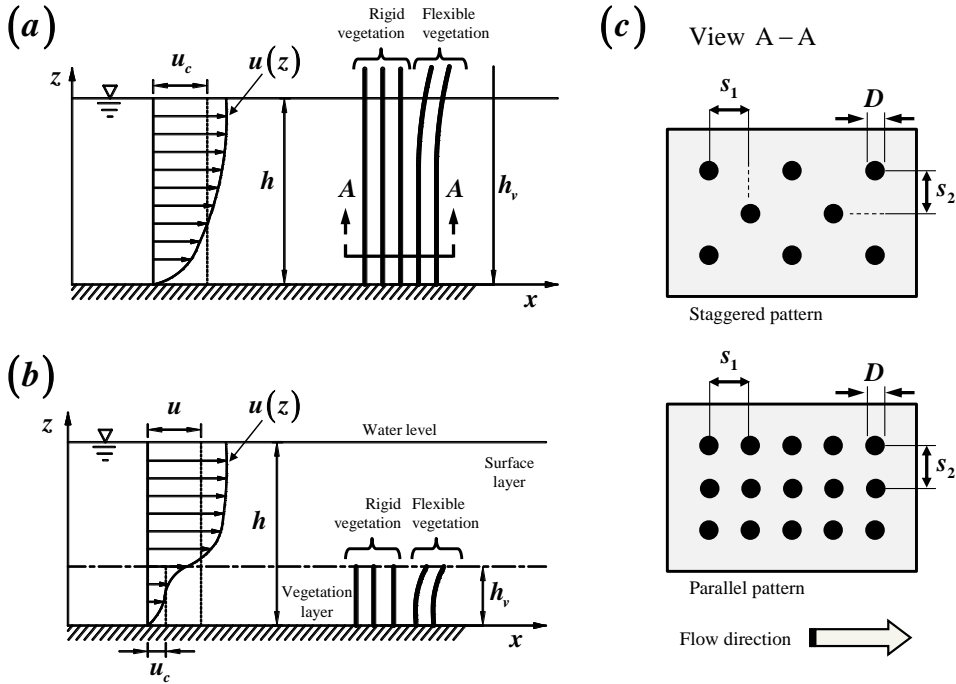 (a)
Rigid
vegetation
Flexible
vegetation
z
u_c
u(z)
h
A
A
h_v
x
(b)
z
u
u(z)
Water level
Surface
layer
h
Rigid
vegetation
Flexible
vegetation
Vegetation
layer
h_v
x
u_c
(c)
View A – A
s_1
D
s_2
Staggered pattern
s_1
D
s_2
Parallel pattern
Flow direction